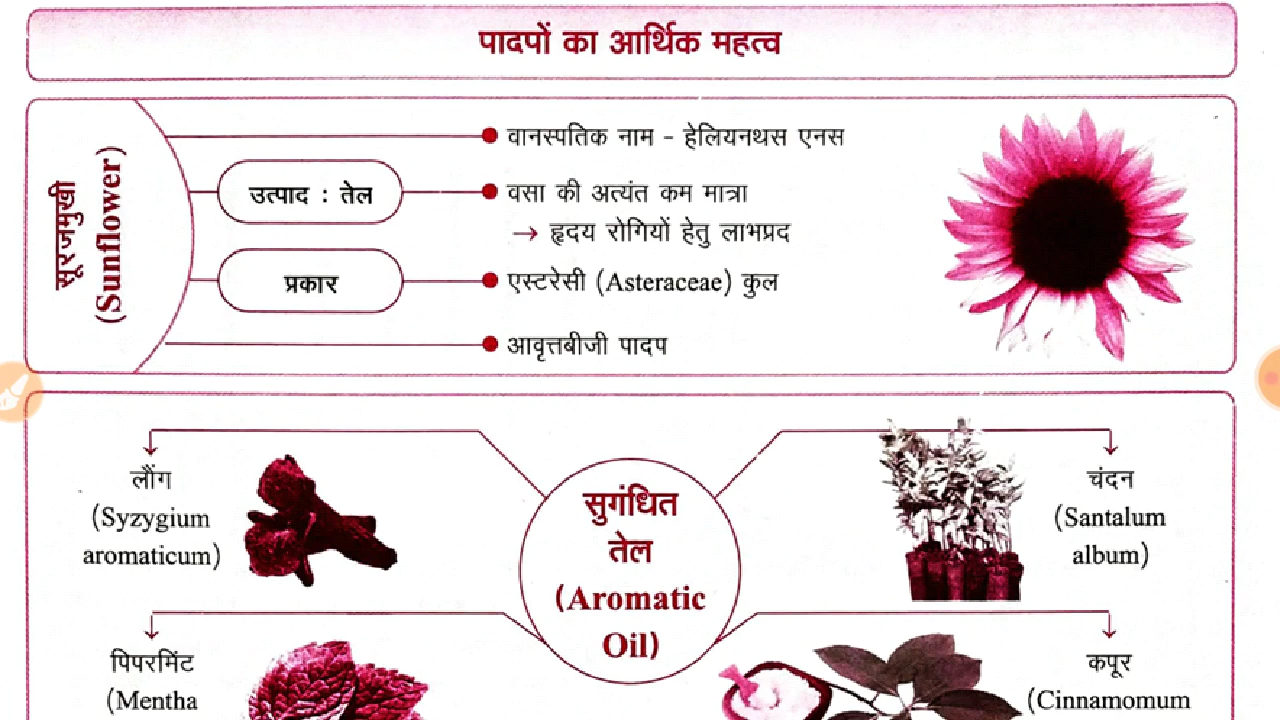 पादपों का आर्थिक महत्व
सूरजमुखी
(Sunflower)
वानस्पतिक नाम - हेलियनथस एनस
उत्पाद : तेल
वसा की अत्यंत कम मात्रा
→ हृदय रोगियों हेतु लाभप्रद
प्रकार
एस्टरेसी (Asteraceae) कुल
आवृत्तबीजी पादप
सुगंधित
तेल
(Aromatic
Oil)
लौंग
(Syzygium
aromaticum)
चंदन
(Santalum
album)
पिपरमिंट
(Mentha
कपूर
(Cinnamomum